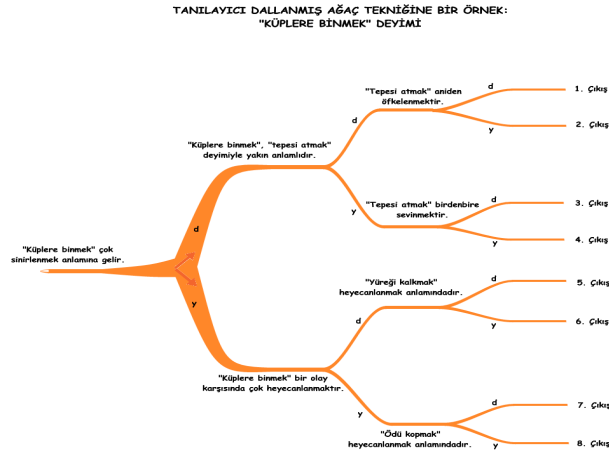 TANILAYICI DALLANMIŞ AĞAÇ TEKNİĞİNE BİR ÖRNEK:
"KÜPLERE BİNMEK" DEYİMİ
"Küplere binmek" çok
sinirlenmek anlamına gelir.
d
y
"Küplere binmek", "tepesi atmak"
deyimiyle yakın anlamlıdır.
d
y
"Tepesi atmak" aniden
öfkelenmektir.
d
1. Çıkış
y
2. Çıkış
"Tepesi atmak" birdenbire
sevinmektir.
d
3. Çıkış
y
4. Çıkış
"Küplere binmek" bir olay
karşısında çok heyecanlanmaktır.
d
y
"Yüreği kalkmak"
heyecanlanmak anlamındadır.
d
5. Çıkış
y
6. Çıkış
"Ödü kopmak"
heyecanlanmak anlamındadır.
d
7. Çıkış
y
8. Çıkış